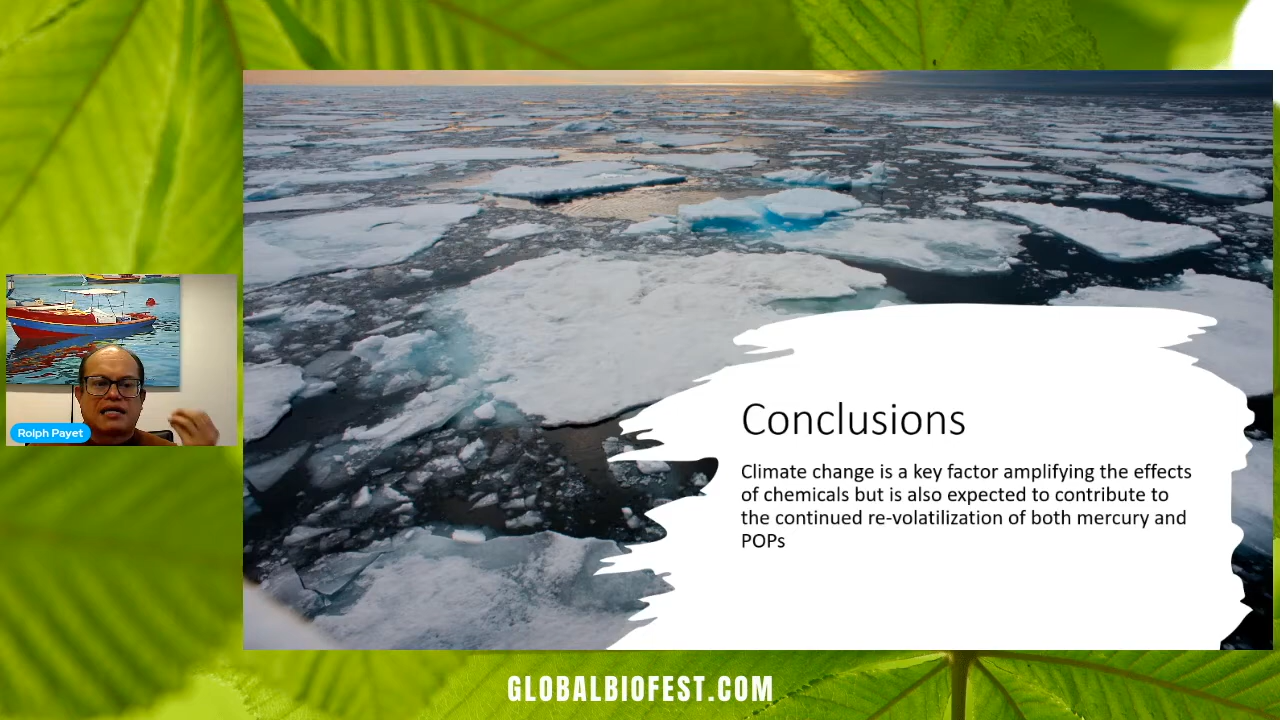 Conclusions
Climate change is a key factor amplifying the effects
of chemicals but is also expected to contribute to
the continued re-volatilization of both mercury and
POPs
Rolph Payet
GLOBALBIOFEST.COM